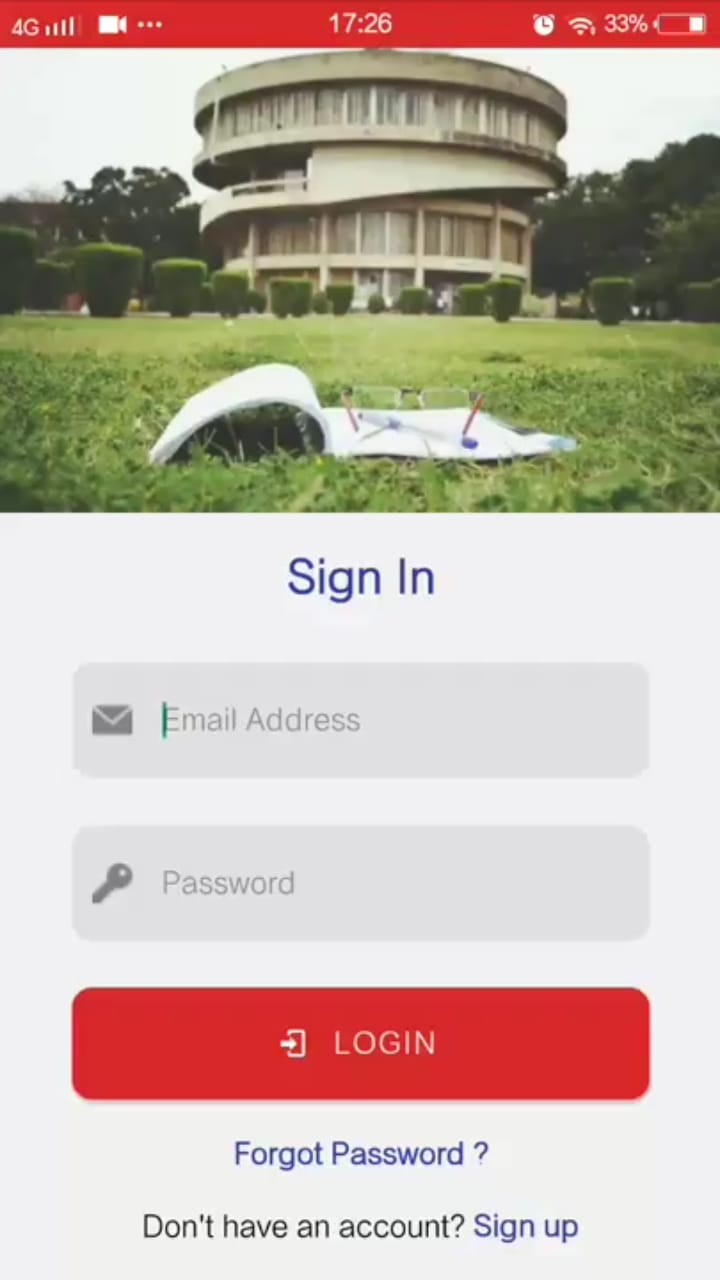 4G 17:26 33%
Sign In
Email Address
Password
LOGIN
Forgot Password ?
Don't have an account? Sign up